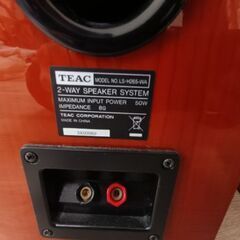 TEAC MODEL NO. LS-H265-WA
2-WAY SPEAKER SYSTEM
MAXIMUM INPUT POWER 50W
IMPEDANCE 8Ω
TEAC CORPORATION
MADE IN CHINA